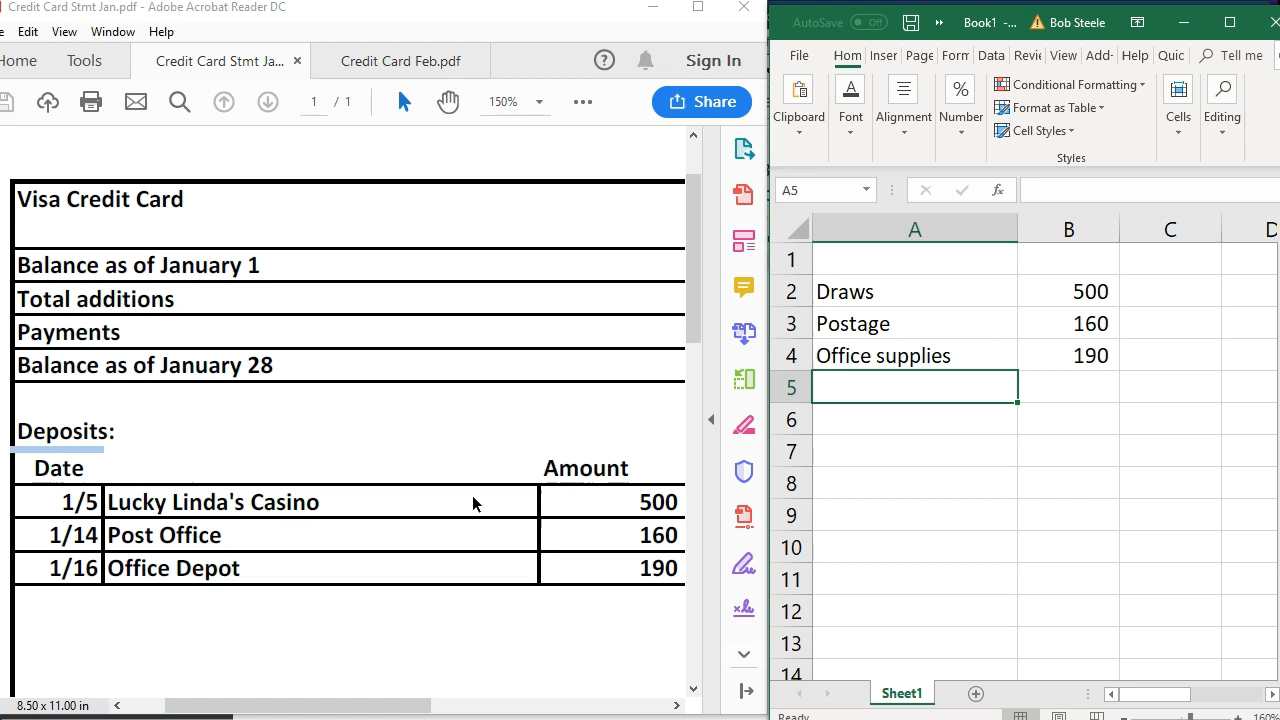 Credit Card Stmt Jan.pdf - Adobe Acrobat Reader DC
Edit View Window Help
Home Tools Credit Card Stmt Ja... × Credit Card Feb.pdf Sign In
1 / 1 150% Share
Visa Credit Card
Balance as of January 1
Total additions
Payments
Balance as of January 28
Deposits:
Date Amount
1/5 Lucky Linda's Casino 500
1/14 Post Office 160
1/16 Office Depot 190
8.50 x 11.00 in
AutoSave Off Book1 -... Bob Steele
File Hom Inser Page Form Data Revi View Add- Help Quic Tell me
Clipboard Font Alignment Number Conditional Formatting Format as Table Cell Styles Styles Cells Editing
A5 fx
A B C D
1
2 Draws 500
3 Postage 160
4 Office supplies 190
5
6
7
8
9
10
11
12
13
14
Sheet1
Ready 160%